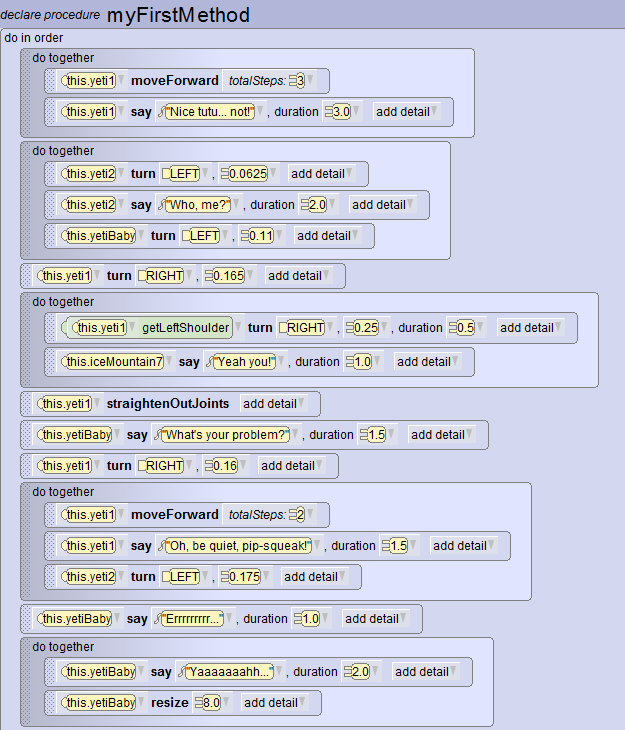 declare procedure myFirstMethod
do in order
do together
this.yeti1 moveForward totalSteps: 3
this.yeti1 say "Nice tutu... not!" , duration 3.0 add detail
do together
this.yeti2 turn LEFT , 0.0625 add detail
this.yeti2 say "Who, me?" , duration 2.0 add detail
this.yetiBaby turn LEFT , 0.11 add detail
this.yeti1 turn RIGHT , 0.165 add detail
do together
this.yeti1 getLeftShoulder turn RIGHT , 0.25 , duration 0.5 add detail
this.iceMountain7 say "Yeah you!" , duration 1.0 add detail
this.yeti1 straightenOutJoints add detail
this.yetiBaby say "What's your problem?" , duration 1.5 add detail
this.yeti1 turn RIGHT , 0.16 add detail
do together
this.yeti1 moveForward totalSteps: 2
this.yeti1 say "Oh, be quiet, pip-squeak!" , duration 1.5 add detail
this.yeti2 turn LEFT , 0.175 add detail
this.yetiBaby say "Errrrrrrrr..." , duration 1.0 add detail
do together
this.yetiBaby say "Yaaaaaaahh..." , duration 2.0 add detail
this.yetiBaby resize 8.0 add detail